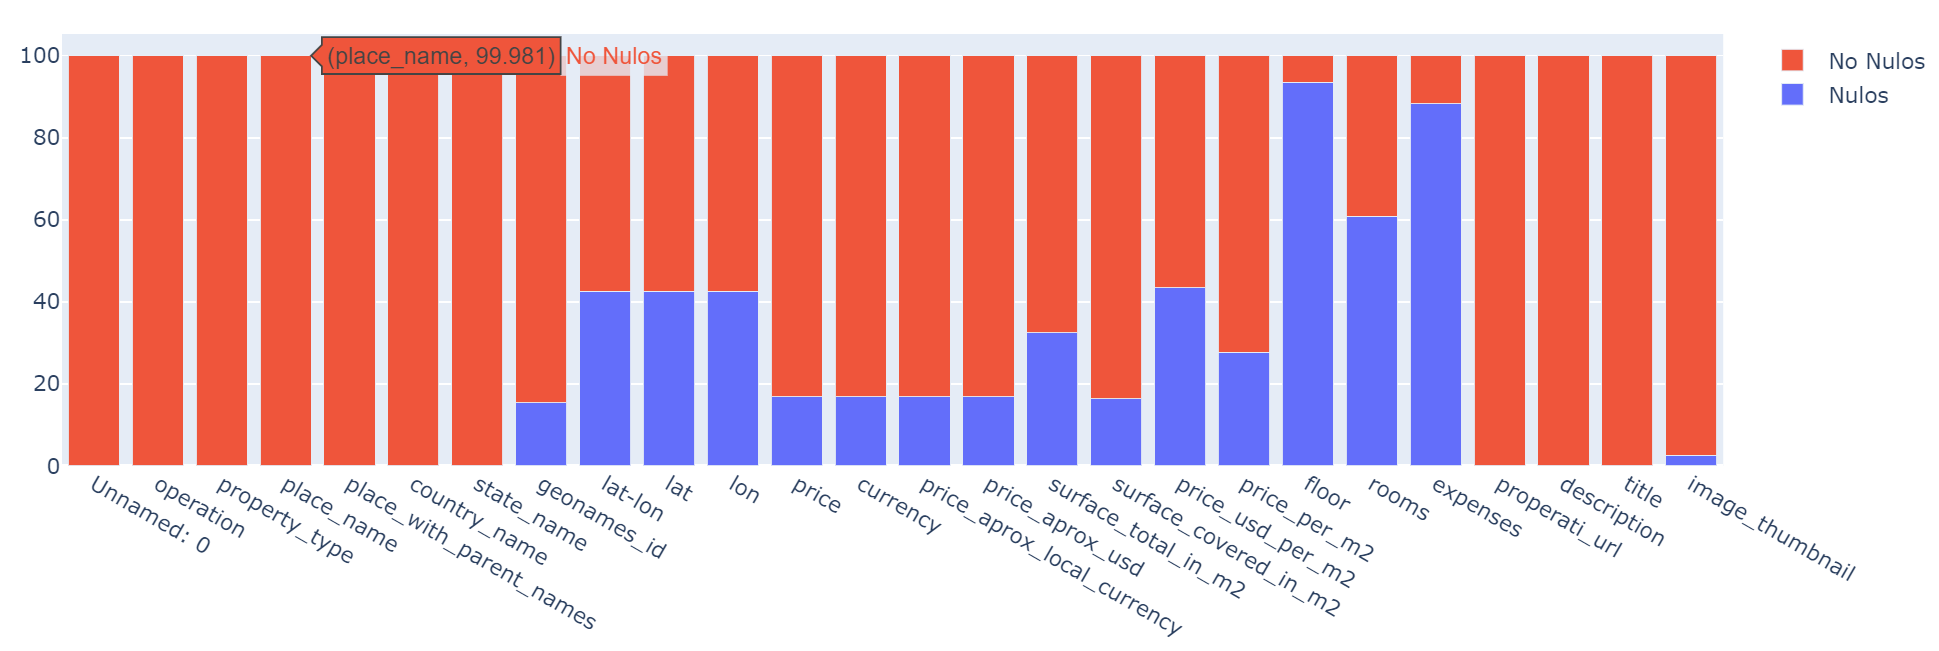 100
80
60
40
20
0
(place_name, 99.981) No Nulos
No Nulos
Nulos
Unnamed: 0
operation
property_type
place_name
place_with_parent_names
country_name
state_name
geonames_id
lat-lon
lat
lon
price
currency
price_aprox_local_currency
price_aprox_usd
surface_total_in_m2
surface_covered_in_m2
price_usd_per_m2
price_per_m2
floor
rooms
expenses
properati_url
description
title
image_thumbnail